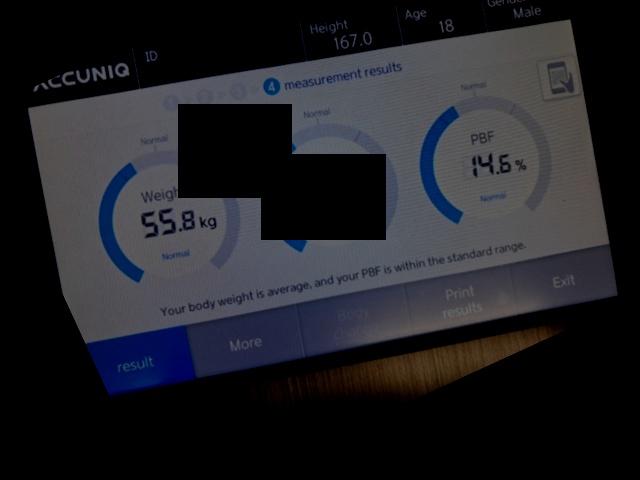 ACCUNIQ
ID
Height
167.0
Age
18
Gender
Male
4 measurement results
Normal
Weigh
55.8 kg
Normal
Normal
Normal
PBF
14.6 %
Normal
Your body weight is average, and your PBF is within the standard range.
result
More
Body
Print
results
Exit